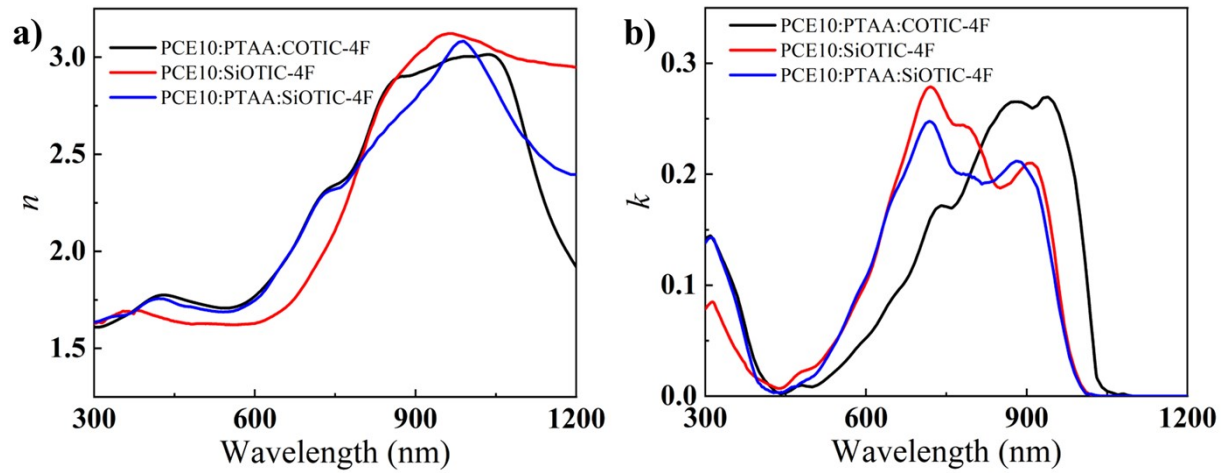 a)
PCE10:PTAA:COTIC-4F
PCE10:SiOTIC-4F
PCE10:PTAA:SiOTIC-4F
n
3.0
2.5
2.0
1.5
300 600 900 1200
Wavelength (nm)
b)
PCE10:PTAA:COTIC-4F
PCE10:SiOTIC-4F
PCE10:PTAA:SiOTIC-4F
k
0.3
0.2
0.1
0.0
300 600 900 1200
Wavelength (nm)